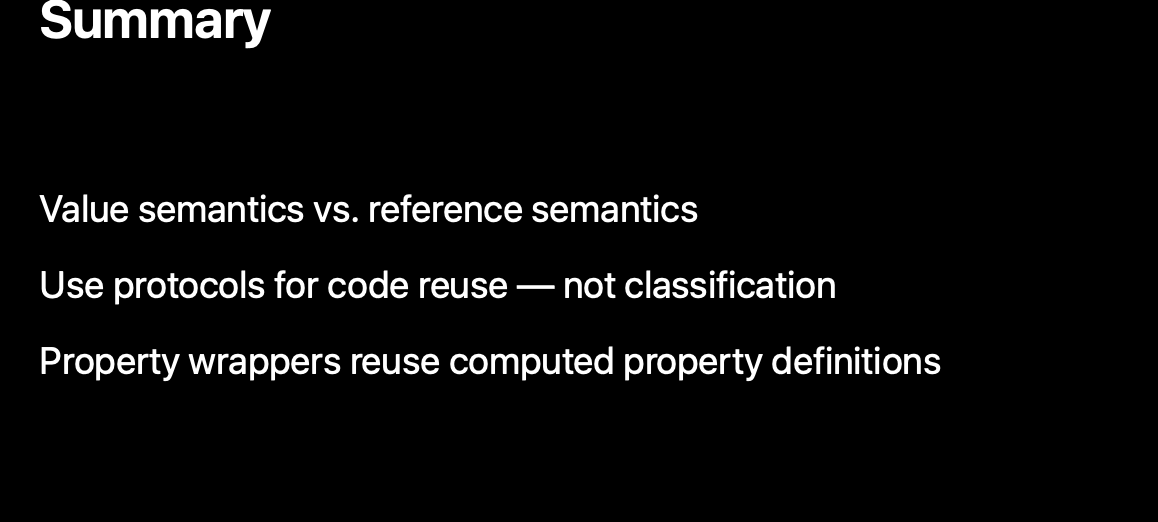 Summary
Value semantics vs. reference semantics
Use protocols for code reuse — not classification
Property wrappers reuse computed property definitions